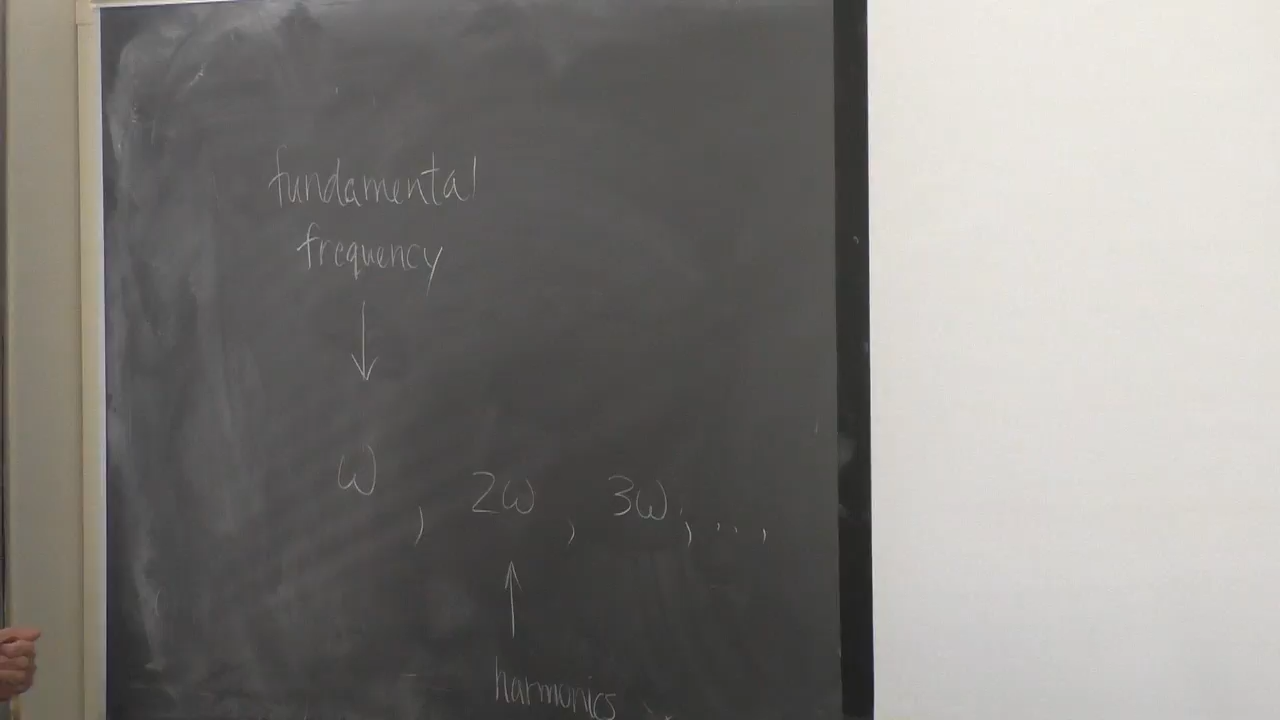 fundamental
frequency
↓
ω, 2ω, 3ω, ...,
↑
harmonics